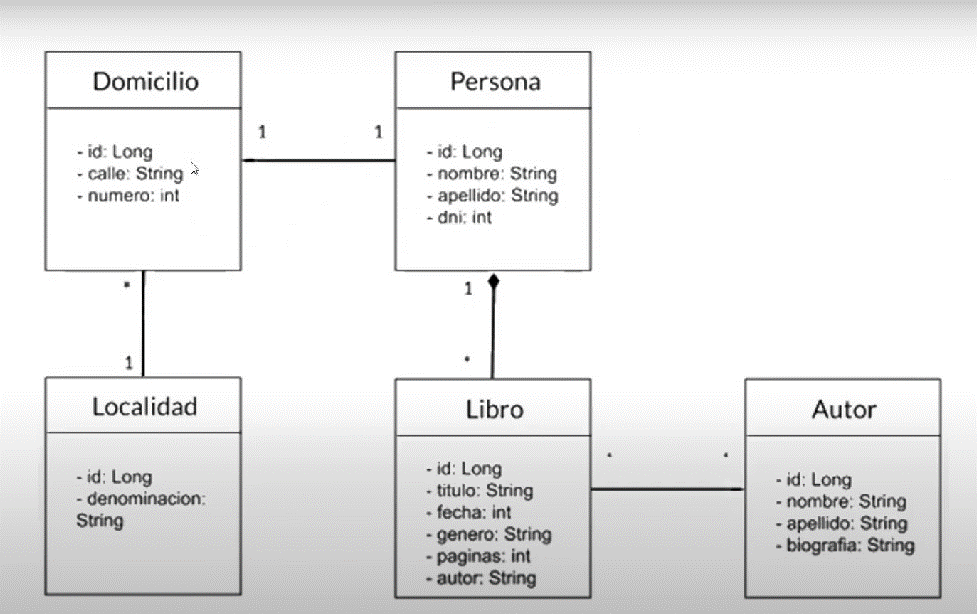 Domicilio
- id: Long
- calle: String
- numero: int
1 1
Persona
- id: Long
- nombre: String
- apellido: String
- dni: int
*
1
1
*
Localidad
- id: Long
- denominacion:
String
Libro
- id: Long
- titulo: String
- fecha: int
- genero: String
- paginas: int
- autor: String
* *
Autor
- id: Long
- nombre: String
- apellido: String
- biografia: String